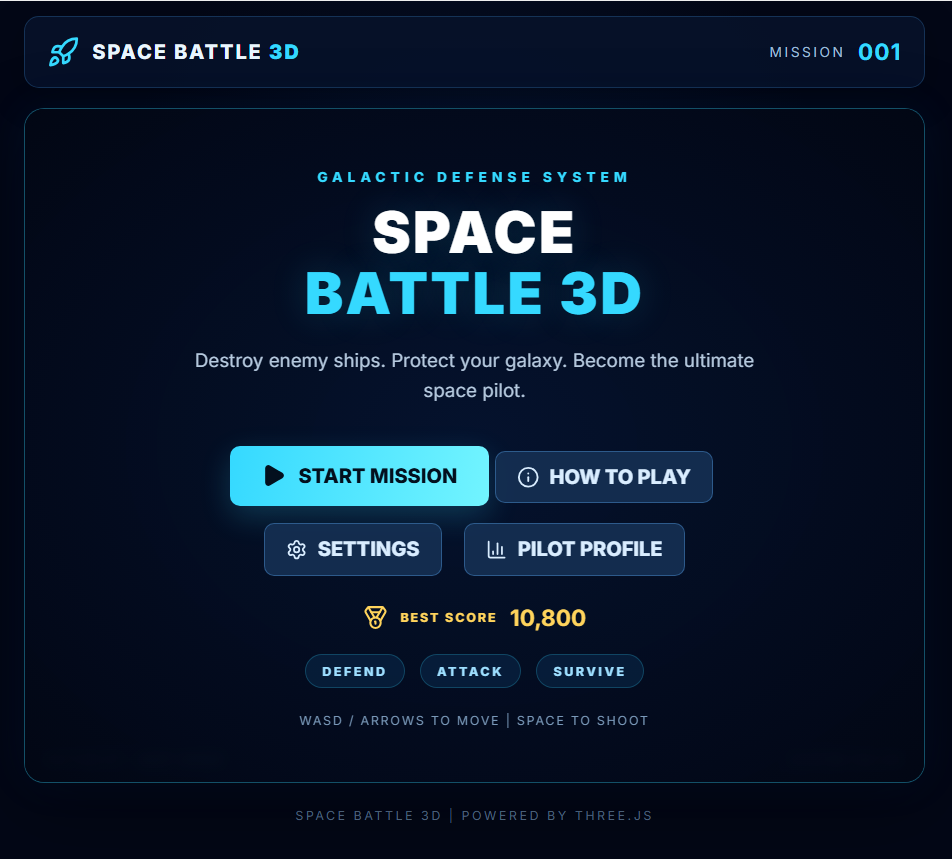 SPACE BATTLE 3D
MISSION 001
GALACTIC DEFENSE SYSTEM
SPACE
BATTLE 3D
Destroy enemy ships. Protect your galaxy. Become the ultimate
space pilot.
START MISSION
HOW TO PLAY
SETTINGS
PILOT PROFILE
BEST SCORE 10,800
DEFEND
ATTACK
SURVIVE
WASD / ARROWS TO MOVE | SPACE TO SHOOT
SPACE BATTLE 3D | POWERED BY THREE.JS